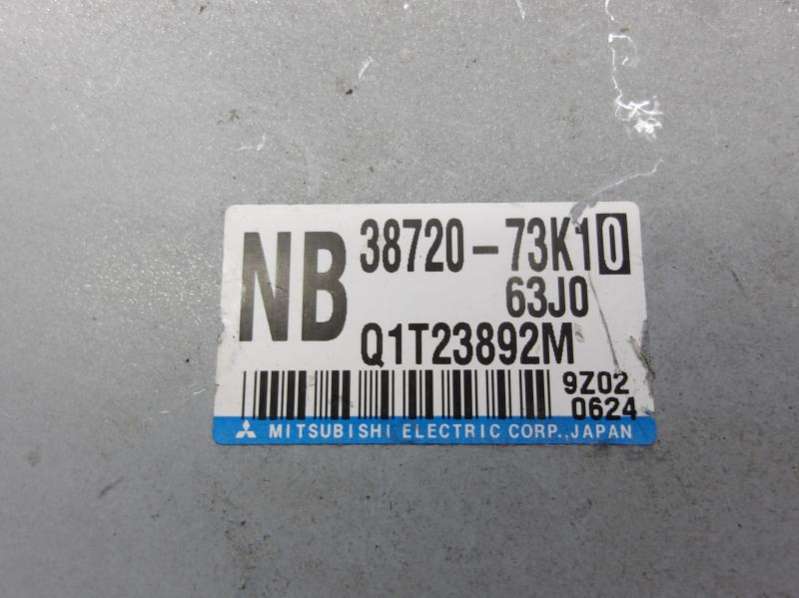 NB 38720-73K10
63J0
Q1T23892M
9Z02
0624
MITSUBISHI ELECTRIC CORP., JAPAN